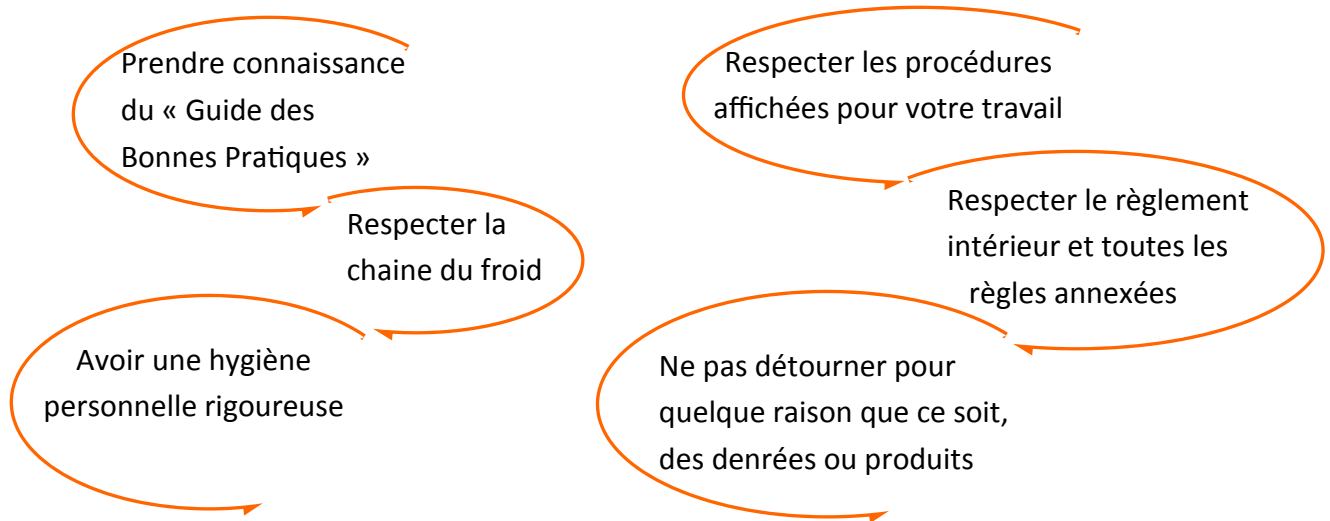 Prendre connaissance
du « Guide des
Bonnes Pratiques »
Respecter la
chaine du froid
Avoir une hygiène
personnelle rigoureuse
Respecter les procédures
affichées pour votre travail
Respecter le règlement
intérieur et toutes les
règles annexées
Ne pas détourner pour
quelque raison que ce soit,
des denrées ou produits